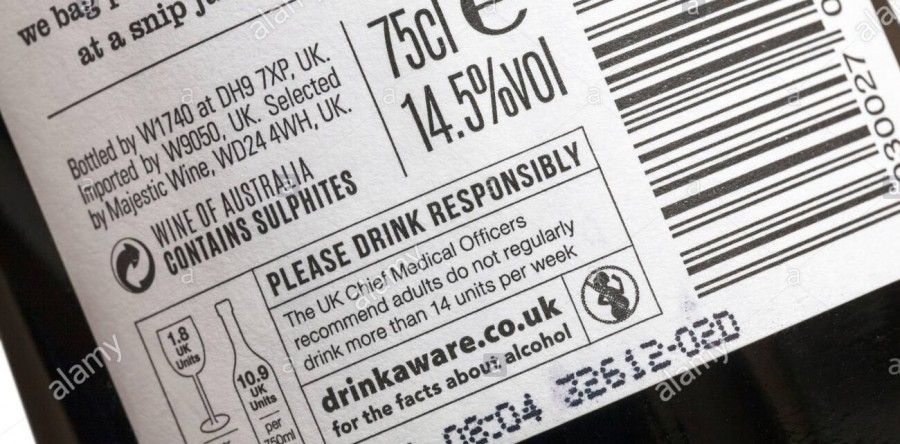 we bag
at a snip
Bottled by W1740 at DH9 7XP, UK.
Imported by W9050, UK. Selected
by Majestic Wine, WD24 4WH, UK.
WINE OF AUSTRALIA
CONTAINS SULPHITES
75cl e
14.5%vol
PLEASE DRINK RESPONSIBLY
The UK Chief Medical Officers
recommend adults do not regularly
drink more than 14 units per week
drinkaware.co.uk
for the facts about alcohol
1.8
UK
Units
10.9
UK
Units
per
750ml
30027
08:04 33612:02D
alamy